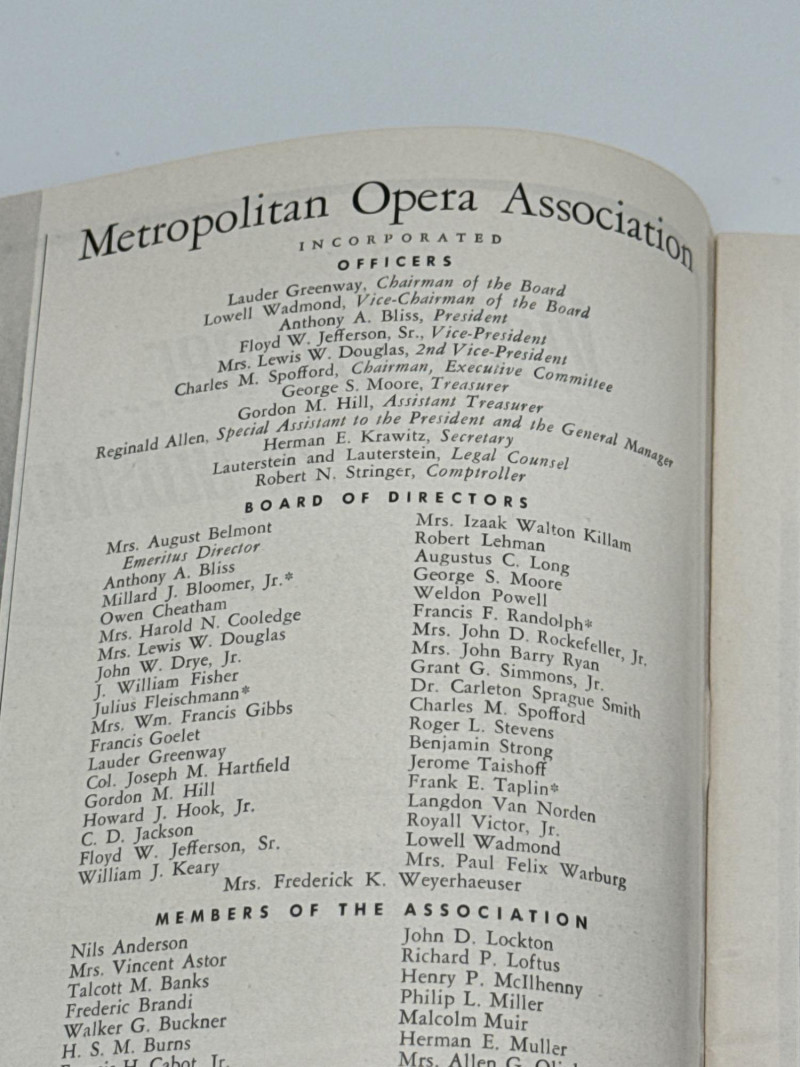 Metropolitan Opera Association
INCORPORATED
OFFICERS
Lauder Greenway, Chairman of the Board
Lowell Wadmond, Vice-Chairman of the Board
Anthony A. Bliss, President
Floyd W. Jefferson, Sr., Vice-President
Mrs. Lewis W. Douglas, 2nd Vice-President
Charles M. Spofford, Chairman, Executive Committee
George S. Moore, Treasurer
Gordon M. Hill, Assistant Treasurer
Reginald Allen, Special Assistant to the President and the General Manager
Herman E. Krawitz, Secretary
Lauterstein and Lauterstein, Legal Counsel
Robert N. Stringer, Comptroller
BOARD OF DIRECTORS
Mrs. August Belmont
Emeritus Director
Anthony A. Bliss
Millard J. Bloomer, Jr.*
Owen Cheatham
Mrs. Harold N. Cooledge
Mrs. Lewis W. Douglas
John W. Drye, Jr.
J. William Fisher
Julius Fleischmann*
Mrs. Wm. Francis Gibbs
Francis Goelet
Lauder Greenway
Col. Joseph M. Hartfield
Gordon M. Hill
Howard J. Hook, Jr.
C. D. Jackson
Floyd W. Jefferson, Sr.
William J. Keary
Mrs. Izaak Walton Killam
Robert Lehman
Augustus C. Long
George S. Moore
Weldon Powell
Francis F. Randolph*
Mrs. John D. Rockefeller, Jr.
Mrs. John Barry Ryan
Grant G. Simmons, Jr.
Dr. Carleton Sprague Smith
Charles M. Spofford
Roger L. Stevens
Benjamin Strong
Jerome Taishoff
Frank E. Taplin*
Langdon Van Norden
Royall Victor, Jr.
Lowell Wadmond
Mrs. Paul Felix Warburg
Mrs. Frederick K. Weyerhaeuser
MEMBERS OF THE ASSOCIATION
Nils Anderson
Mrs. Vincent Astor
Talcott M. Banks
Frederic Brandi
Walker G. Buckner
H. S. M. Burns
H. Cabot, Jr.
John D. Lockton
Richard P. Loftus
Henry P. McIlhenny
Philip L. Miller
Malcolm Muir
Herman E. Muller
Mrs. Allen G.